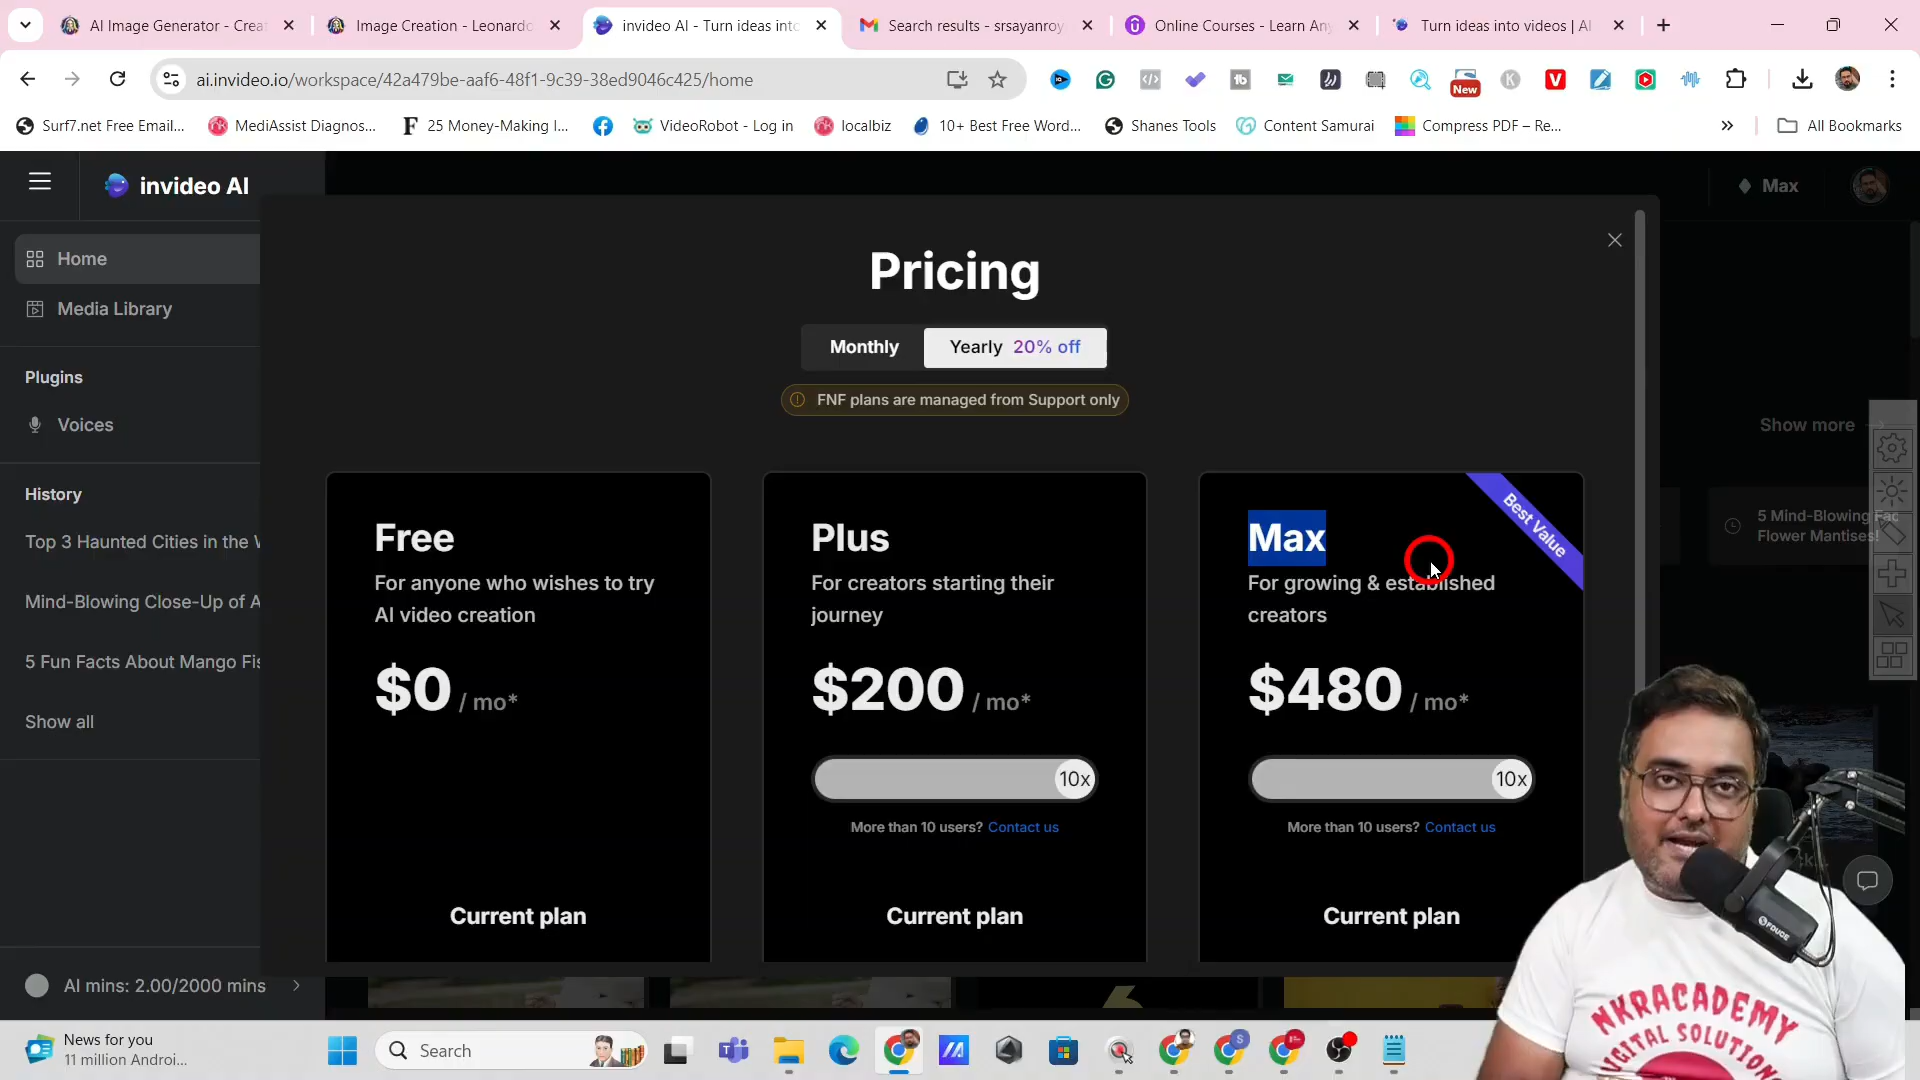 AI Image Generator - Crea
Image Creation - Leonardo
invideo AI - Turn ideas into
Search results - srsayanroy
Online Courses - Learn Any
Turn ideas into videos | AI
ai.invideo.io/workspace/42a479be-aaf6-48f1-9c39-38ed9046c425/home
New
Surf7.net Free Email...
MediAssist Diagnos...
25 Money-Making I...
VideoRobot - Log in
localbiz
10+ Best Free Word...
Shanes Tools
Content Samurai
Compress PDF – Re...
All Bookmarks
invideo AI
Max
Home
Media Library
Plugins
Voices
History
Top 3 Haunted Cities in the W
Mind-Blowing Close-Up of A
5 Fun Facts About Mango Fis
Show all
AI mins: 2.00/2000 mins
Pricing
Monthly
Yearly 20% off
FNF plans are managed from Support only
Show more
5 Mind-Blowing Fac
Flower Mantises!
Free
For anyone who wishes to try
AI video creation
$0 / mo*
Current plan
Plus
For creators starting their
journey
$200 / mo*
10x
More than 10 users? Contact us
Current plan
Best Value
Max
For growing & established
creators
$480 / mo*
10x
More than 10 users? Contact us
Current plan
FDUCE
NKRACADEMY
DIGITAL SOLUTION
News for you
11 million Androi...
Search